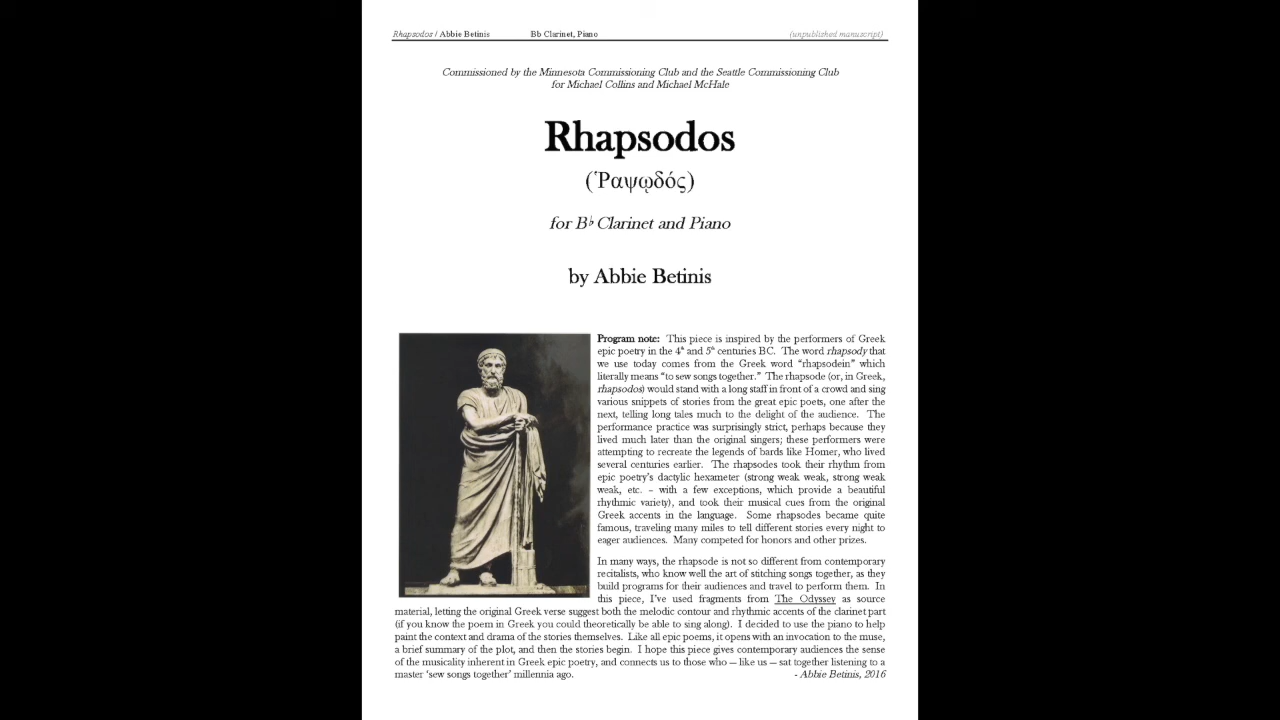 Rhapsodos / Abbie Betinis Bb Clarinet, Piano (unpublished manuscript)
Commissioned by the Minnesota Commissioning Club and the Seattle Commissioning Club
for Michael Collins and Michael McHale
Rhapsodos
(Ῥαψῳδός)
for B♭ Clarinet and Piano
by Abbie Betinis
Program note: This piece is inspired by the performers of Greek
epic poetry in the 4th and 5th centuries BC. The word rhapsody that
we use today comes from the Greek word “rhapsodein” which
literally means “to sew songs together.” The rhapsode (or, in Greek,
rhapsodos) would stand with a long staff in front of a crowd and sing
various snippets of stories from the great epic poets, one after the
next, telling long tales much to the delight of the audience. The
performance practice was surprisingly strict, perhaps because they
lived much later than the original singers; these performers were
attempting to recreate the legends of bards like Homer, who lived
several centuries earlier. The rhapsodes took their rhythm from
epic poetry’s dactylic hexameter (strong weak weak, strong weak
weak, etc. – with a few exceptions, which provide a beautiful
rhythmic variety), and took their musical cues from the original
Greek accents in the language. Some rhapsodes became quite
famous, traveling many miles to tell different stories every night to
eager audiences. Many competed for honors and other prizes.
In many ways, the rhapsode is not so different from contemporary
recitalists, who know well the art of stitching songs together, as they
build programs for their audiences and travel to perform them. In
this piece, I’ve used fragments from The Odyssey as source
material, letting the original Greek verse suggest both the melodic contour and rhythmic accents of the clarinet part
(if you know the poem in Greek you could theoretically be able to sing along). I decided to use the piano to help
paint the context and drama of the stories themselves. Like all epic poems, it opens with an invocation to the muse,
a brief summary of the plot, and then the stories begin. I hope this piece gives contemporary audiences the sense
of the musicality inherent in Greek epic poetry, and connects us to those who — like us — sat together listening to a
master ‘sew songs together’ millennia ago. - Abbie Betinis, 2016